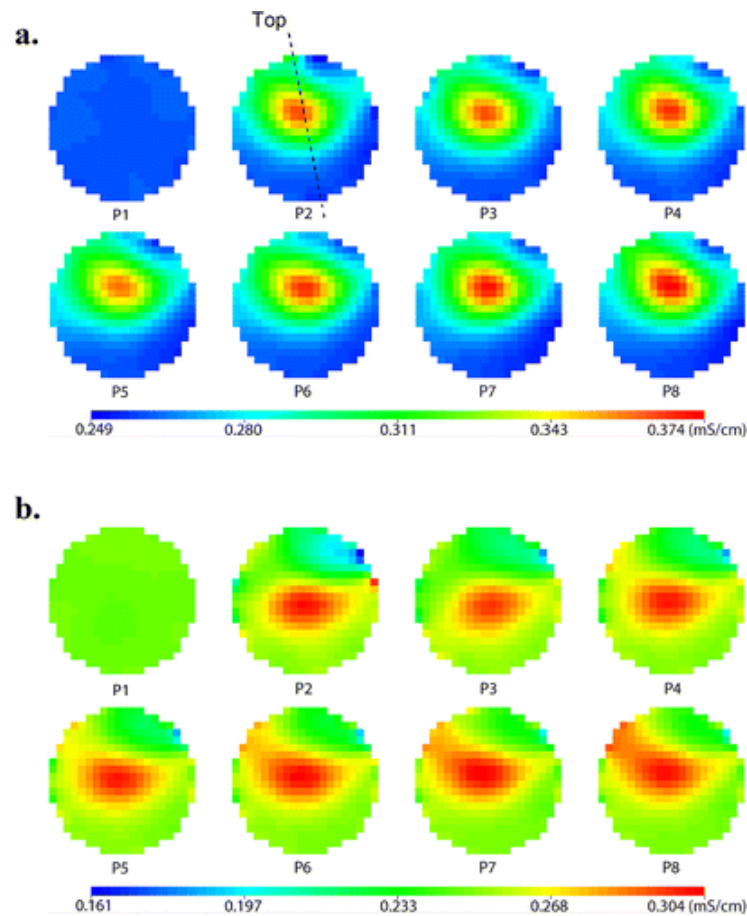 a.
Top
P1 P2 P3 P4
P5 P6 P7 P8
0.249 0.280 0.311 0.343 0.374 (mS/cm)
b.
P1 P2 P3 P4
P5 P6 P7 P8
0.161 0.197 0.233 0.268 0.304 (mS/cm)